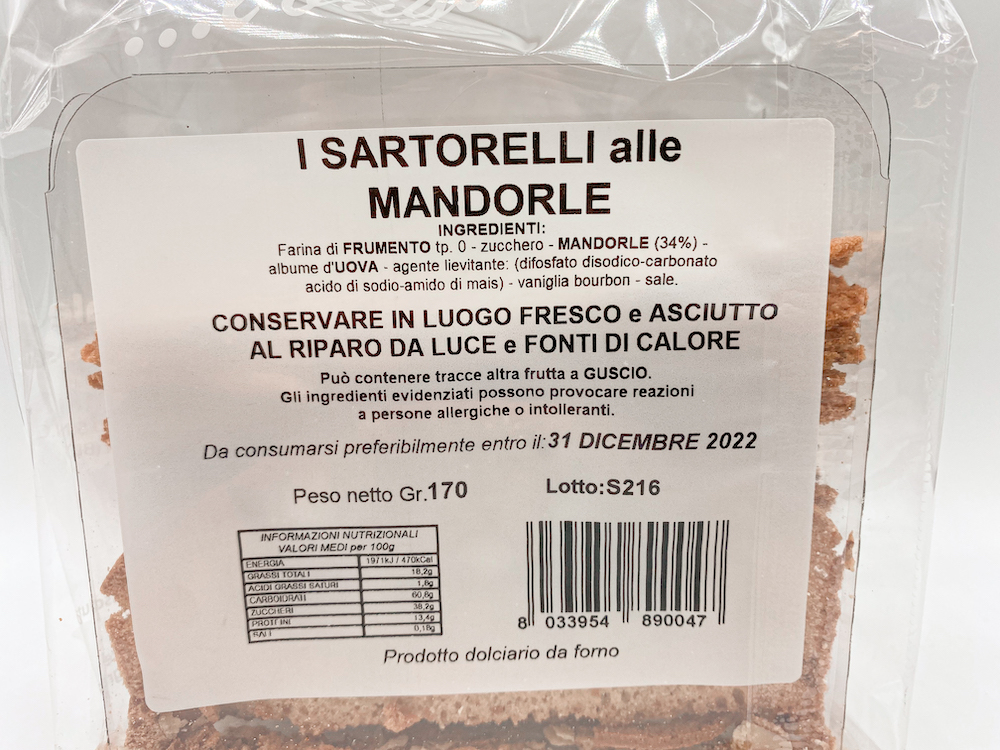 I SARTORELLI alle
MANDORLE
INGREDIENTI:
Farina di FRUMENTO tp. 0 - zucchero - MANDORLE (34%) -
albume d'UOVA - agente lievitante: (difosfato disodico-carbonato
acido di sodio-amido di mais) - vaniglia bourbon - sale.
CONSERVARE IN LUOGO FRESCO e ASCIUTTO
AL RIPARO DA LUCE e FONTI DI CALORE
Può contenere tracce altra frutta a GUSCIO.
Gli ingredienti evidenziati possono provocare reazioni
a persone allergiche o intolleranti.
Da consumarsi preferibilmente entro il: 31 DICEMBRE 2022
Peso netto Gr.170 Lotto:S216
INFORMAZIONI NUTRIZIONALI
VALORI MEDI per 100g
ENERGIA 1971kJ / 470kCal
GRASSI TOTALI 18,2g
ACIDI GRASSI SATURI 1,8g
CARBOIDRATI 60,8g
ZUCCHERI 38,2g
PROTEINE 13,4g
SALE 0,18g
8 033954 890047
Prodotto dolciario da forno